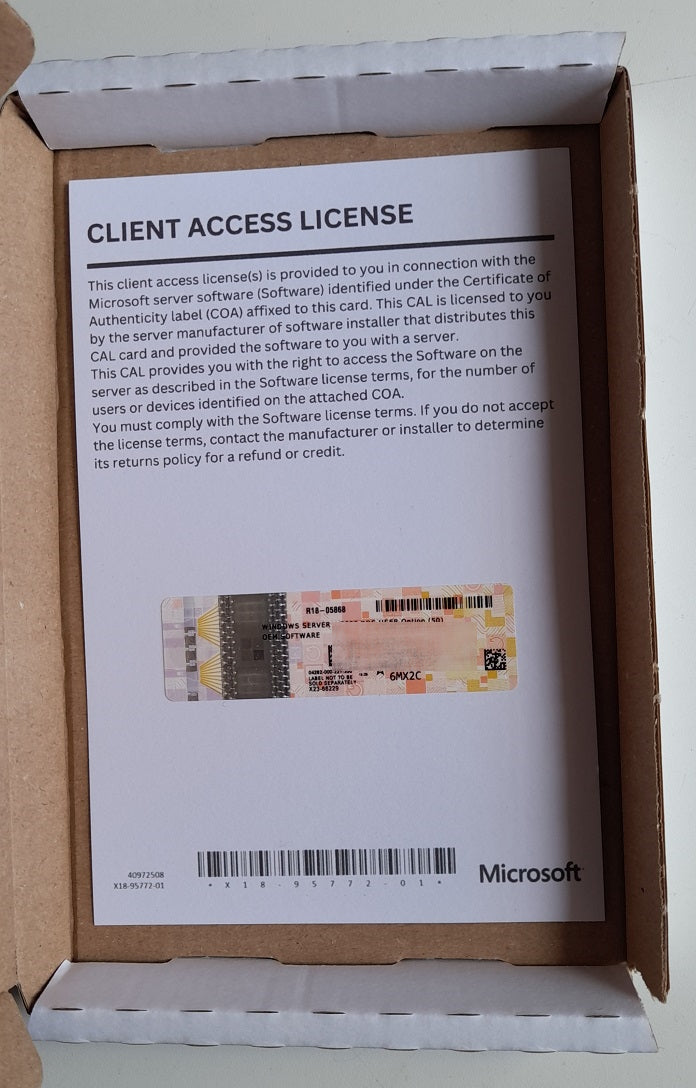 CLIENT ACCESS LICENSE
This client access license(s) is provided to you in connection with the
Microsoft server software (Software) identified under the Certificate of
Authenticity label (COA) affixed to this card. This CAL is licensed to you
by the server manufacturer of software installer that distributes this
CAL card and provided the software to you with a server.
This CAL provides you with the right to access the Software on the
server as described in the Software license terms, for the number of
users or devices identified on the attached COA.
You must comply with the Software license terms. If you do not accept
the license terms, contact the manufacturer or installer to determine
its returns policy for a refund or credit.
R18-05868
WINDOWS SERVER
USER Option (50)
OEM SOFTWARE
LABEL NOT TO BE
SOLD SEPARATELY
X23-66229
6MX2C
40972508
X18-95772-01
* X 1 8 - 9 5 7 7 2 - 0 1 *
Microsoft